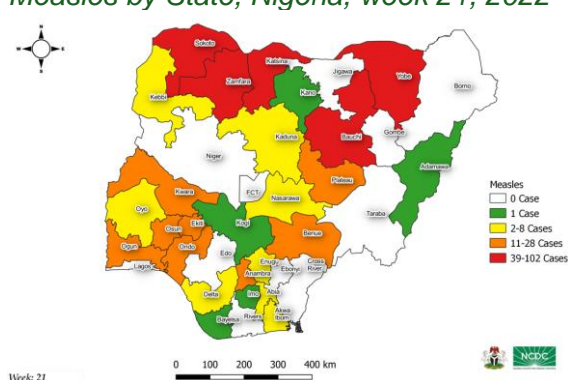 Measles by State, Nigeria, week 21, 2022
N
W E
S
Sokoto
Katsina
Jigawa
Yobe
Borno
Zamfara
Kano
Kebbi
Kaduna
Bauchi
Gombe
Adamawa
Niger
Plateau
FCT
Kwara
Nasarawa
Taraba
Oyo
Kogi
Ekiti
Osun
Benue
Ogun
Ondo
Edo
Lagos
Enugu
Anambra
Ebonyi
Cross
River
Delta
Imo
Abia
Bayelsa
Rivers
Akwa
Ibom
Measles
0 Case
1 Case
2-8 Cases
11-28 Cases
39-102 Cases
Week: 21
0 100 200 300 400 km
NCDC